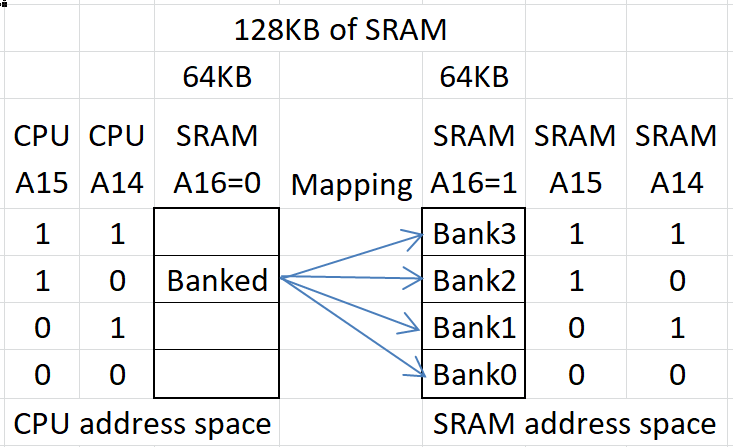 128KB of SRAM
64KB 64KB
CPU CPU SRAM SRAM SRAM SRAM
A15 A14 A16=0 Mapping A16=1 A15 A14
1 1 Bank3 1 1
1 0 Banked Bank2 1 0
0 1 Bank1 0 1
0 0 Bank0 0 0
CPU address space SRAM address space